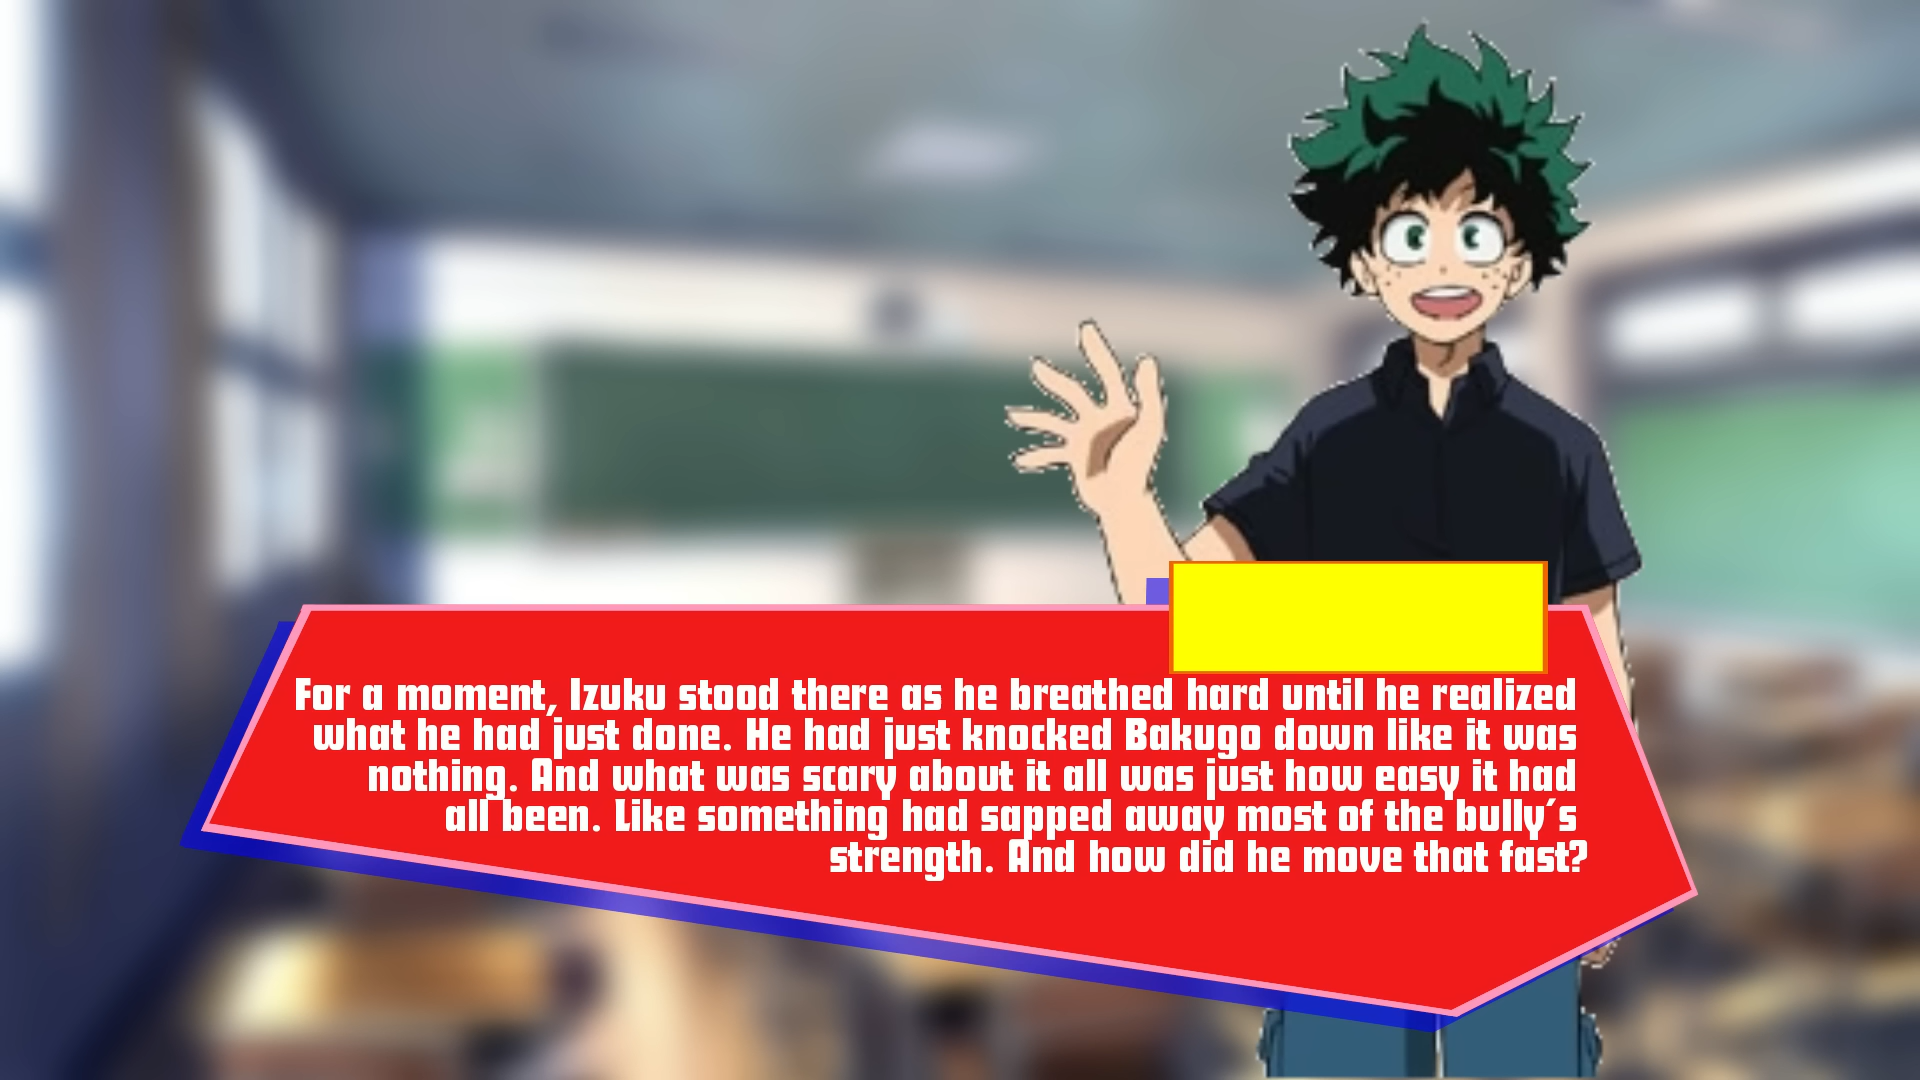 For a moment, Izuku stood there as he breathed hard until he realized
what he had just done. He had just knocked Bakugo down like it was
nothing. And what was scary about it all was just how easy it had
all been. Like something had sapped away most of the bully's
strength. And how did he move that fast?